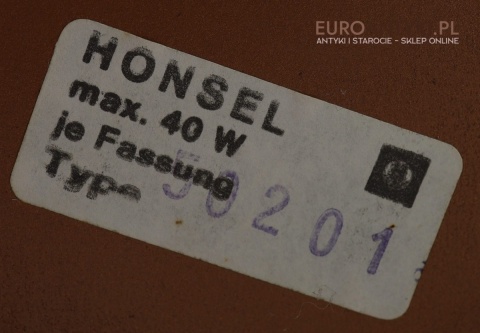 EURO .PL
ANTYKI I STAROCIE - SKLEP ONLINE
HONSEL
max. 40 W
je Fassung
Type 50201